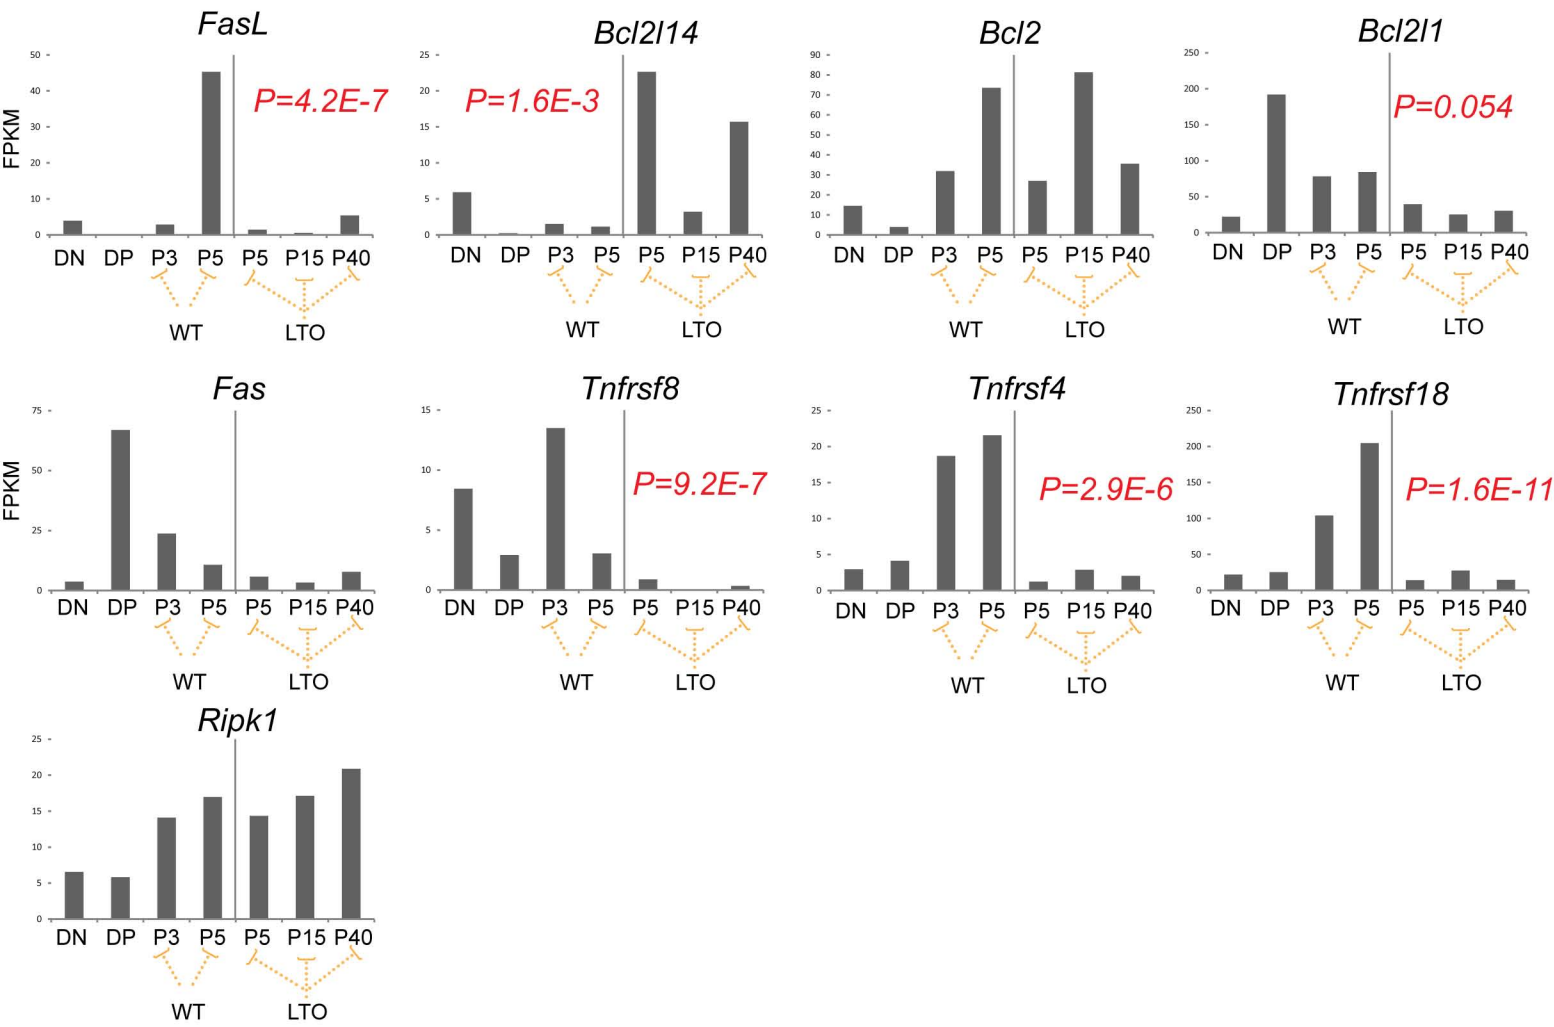 FasL
FPKM
50
40
30
20
10
0
P=4.2E-7
DN DP P3 P5 P5 P15 P40
WT LTO
Bcl2l14
25
20
15
10
5
0
P=1.6E-3
DN DP P3 P5 P5 P15 P40
WT LTO
Bcl2
90
80
70
60
50
40
30
20
10
0
DN DP P3 P5 P5 P15 P40
WT LTO
Bcl2l1
250
200
150
100
50
0
P=0.054
DN DP P3 P5 P5 P15 P40
WT LTO
Fas
FPKM
75
50
25
0
DN DP P3 P5 P5 P15 P40
WT LTO
Tnfrsf8
15
10
5
0
P=9.2E-7
DN DP P3 P5 P5 P15 P40
WT LTO
Tnfrsf4
25
20
15
10
5
0
P=2.9E-6
DN DP P3 P5 P5 P15 P40
WT LTO
Tnfrsf18
250
200
150
100
50
0
P=1.6E-11
DN DP P3 P5 P5 P15 P40
WT LTO
Ripk1
25
20
15
10
5
0
DN DP P3 P5 P5 P15 P40
WT LTO